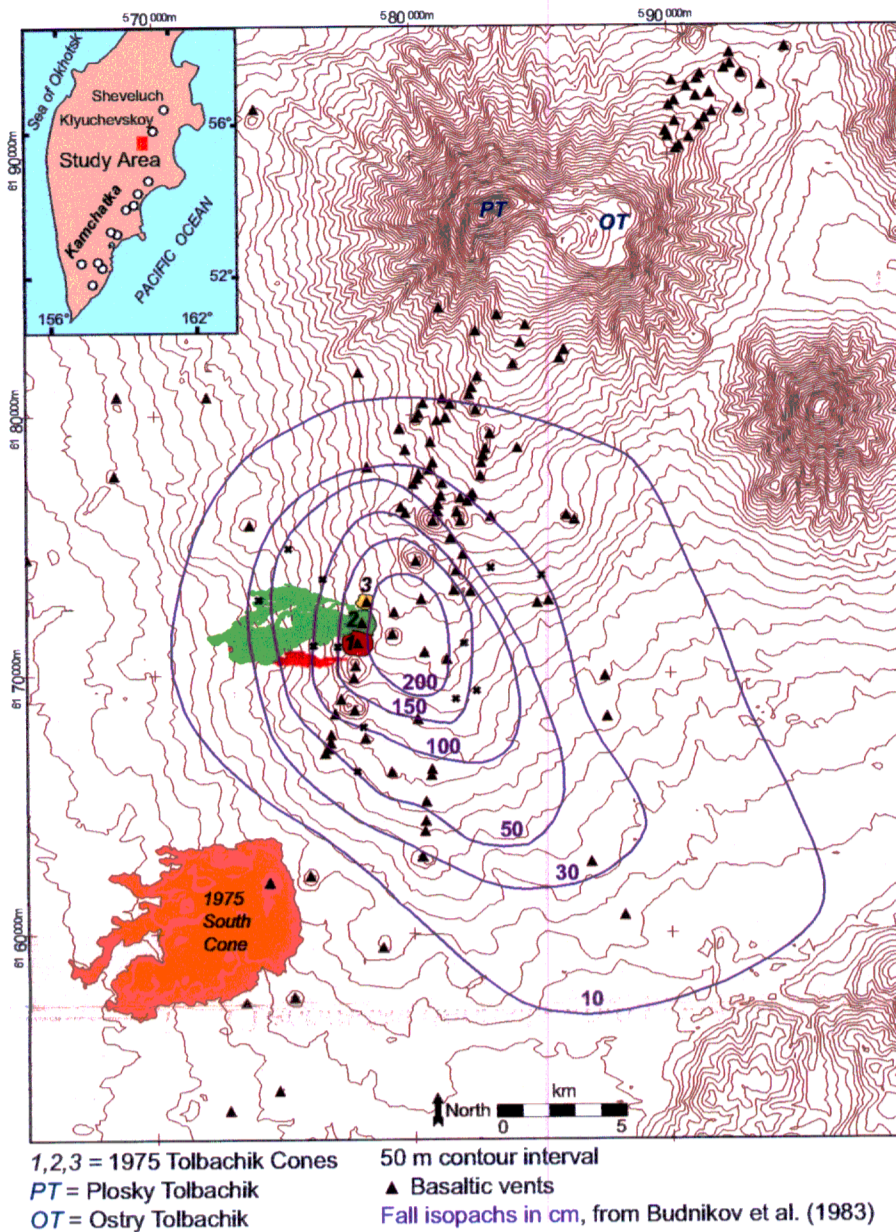 570 000m
580 000m
590 000m
61 90 000m
61 80 000m
61 70 000m
61 60 000m
Sea of Okhotsk
Sheveluch
Klyuchevskoy
56°
Study Area
Kamchatka
PACIFIC OCEAN
52°
156°
162°
PT
OT
3
2
1
200
150
100
50
30
10
1975
South
Cone
North
km
0
5
1,2,3 = 1975 Tolbachik Cones
PT = Plosky Tolbachik
OT = Ostry Tolbachik
50 m contour interval
▲ Basaltic vents
Fall isopachs in cm, from Budnikov et al. (1983)